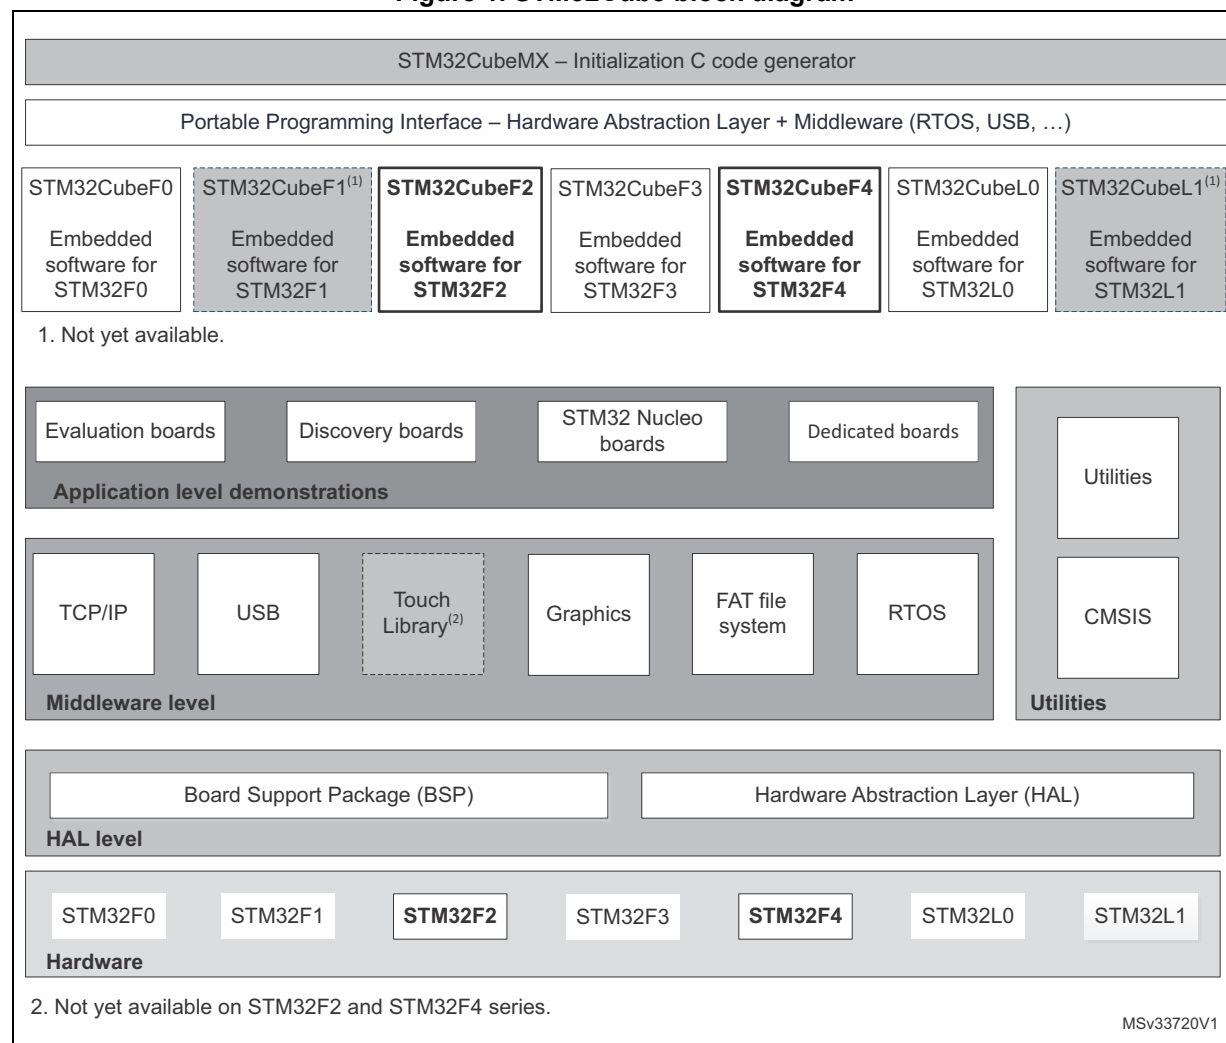 Figure 1. STM32Cube block diagram
STM32CubeMX – Initialization C code generator
Portable Programming Interface – Hardware Abstraction Layer + Middleware (RTOS, USB, …)
STM32CubeF0
Embedded
software for
STM32F0
STM32CubeF1(1)
Embedded
software for
STM32F1
STM32CubeF2
Embedded
software for
STM32F2
STM32CubeF3
Embedded
software for
STM32F3
STM32CubeF4
Embedded
software for
STM32F4
STM32CubeL0
Embedded
software for
STM32L0
STM32CubeL1(1)
Embedded
software for
STM32L1
1. Not yet available.
Evaluation boards
Discovery boards
STM32 Nucleo
boards
Dedicated boards
Application level demonstrations
TCP/IP
USB
Touch
Library(2)
Graphics
FAT file
system
RTOS
Middleware level
Utilities
CMSIS
Utilities
Board Support Package (BSP)
Hardware Abstraction Layer (HAL)
HAL level
STM32F0
STM32F1
STM32F2
STM32F3
STM32F4
STM32L0
STM32L1
Hardware
2. Not yet available on STM32F2 and STM32F4 series.
MSv33720V1